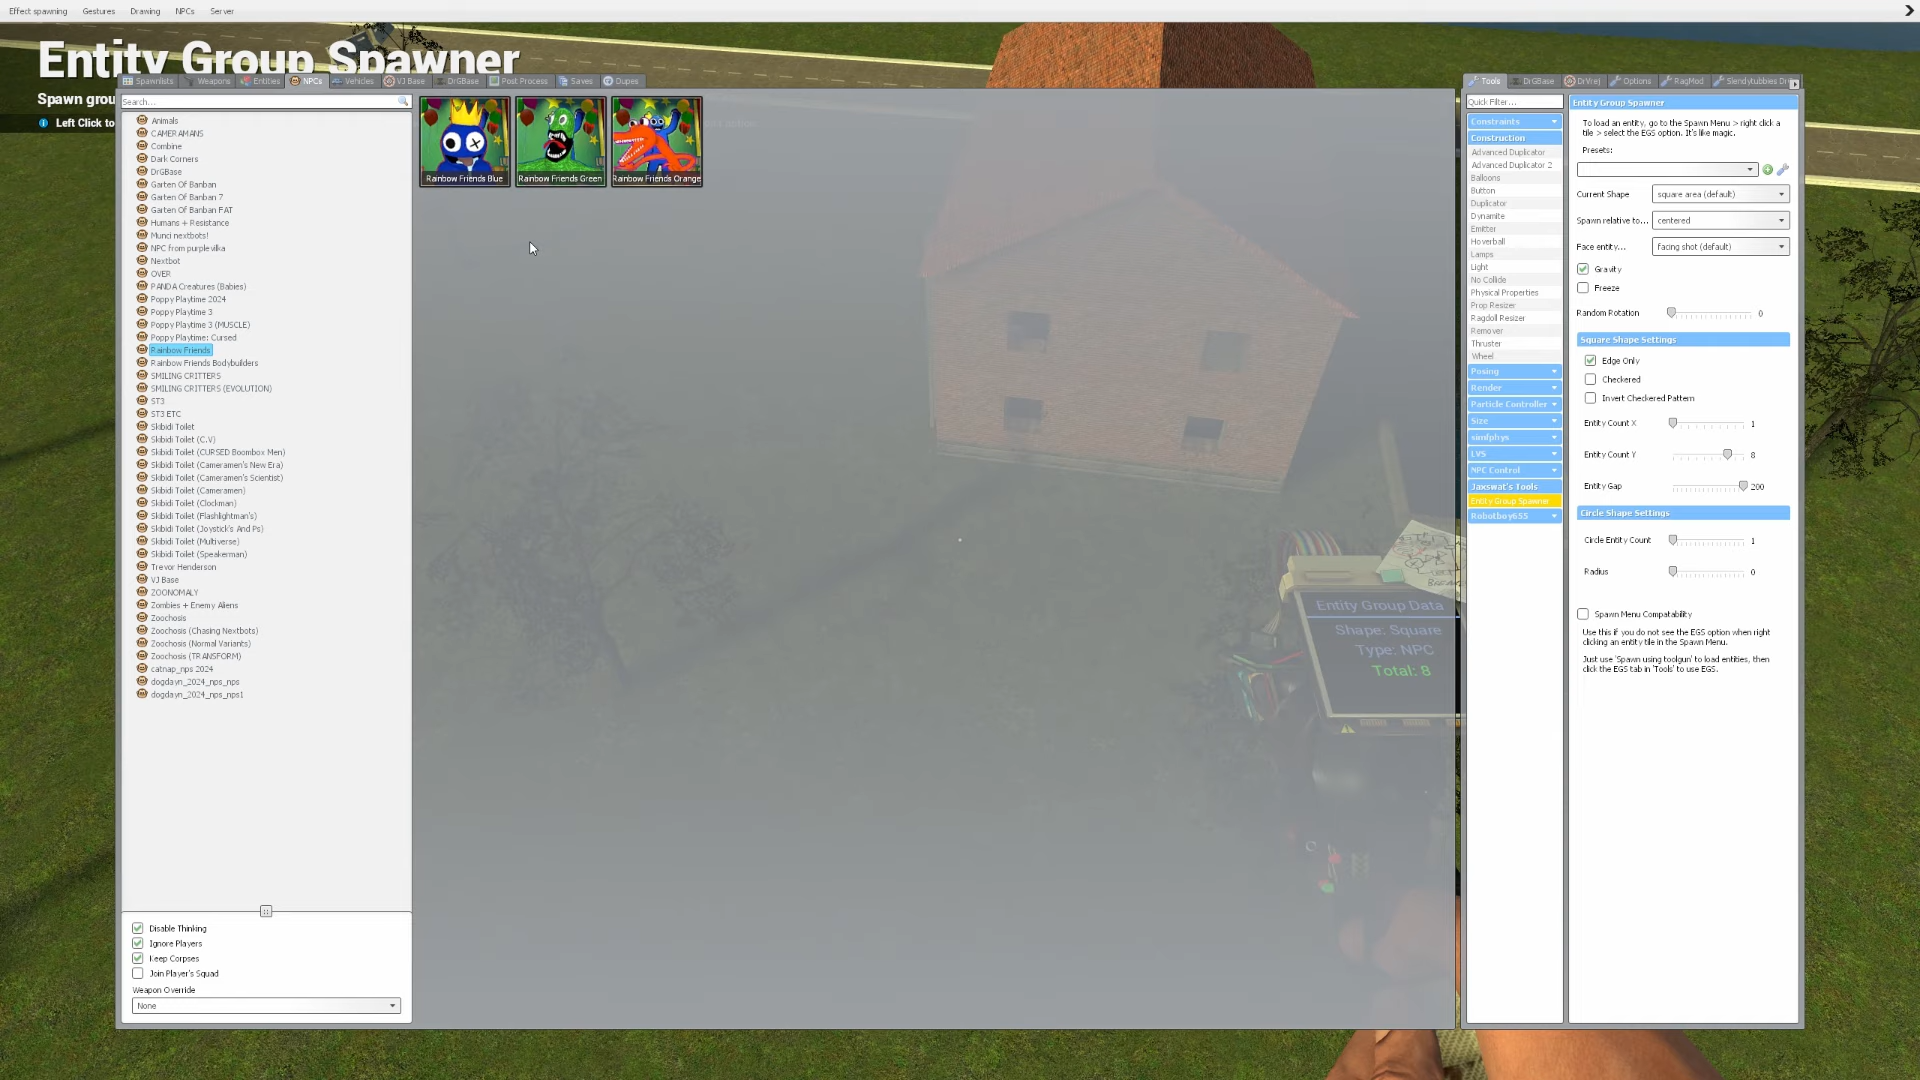 Effect spawning Gestures Drawing NPCs Server
Entity Group Spawner
Spawn grou
Left Click to
Spawnlists Weapons Entities NPCs Vehicles VJ Base DrGBase Post Process Saves Dupes
Search...
Animals
CAMERAMANS
Combine
Dark Corners
DrGBase
Garten Of Banban
Garten Of Banban 7
Garten Of Banban FAT
Humans + Resistance
Munci nextbots!
NPC from purplevilka
Nextbot
OVER
PANDA Creatures (Babies)
Poppy Playtime 2024
Poppy Playtime 3
Poppy Playtime 3 (MUSCLE)
Poppy Playtime: Cursed
Rainbow Friends
Rainbow Friends Bodybuilders
SMILING CRITTERS
SMILING CRITTERS (EVOLUTION)
ST3
ST3 ETC
Skibidi Toilet
Skibidi Toilet (C.V)
Skibidi Toilet (CURSED Boombox Men)
Skibidi Toilet (Cameramen's New Era)
Skibidi Toilet (Cameramen's Scientist)
Skibidi Toilet (Cameramen)
Skibidi Toilet (Clockman)
Skibidi Toilet (Flashlightman's)
Skibidi Toilet (Joystick's And Ps)
Skibidi Toilet (Multiverse)
Skibidi Toilet (Speakerman)
Trevor Henderson
VJ Base
ZOONOMALY
Zombies + Enemy Aliens
Zoochosis
Zoochosis (Chasing Nextbots)
Zoochosis (Normal Variants)
Zoochosis (TRANSFORM)
catnap_nps 2024
dogdayn_2024_nps_nps
dogdayn_2024_nps_nps1
Disable Thinking
Ignore Players
Keep Corpses
Join Player's Squad
Weapon Override
None
Rainbow Friends Blue
Rainbow Friends Green
Rainbow Friends Orange
Entity Group Data
Shape: Square
Type: NPC
Total: 8
Tools DrGBase DrVrej Options RagMod Slendytubbies
Quick Filter...
Constraints
Construction
Advanced Duplicator
Advanced Duplicator 2
Balloons
Button
Duplicator
Dynamite
Emitter
Hoverball
Lamps
Light
No Collide
Physical Properties
Prop Resizer
Ragdoll Resizer
Remover
Thruster
Wheel
Posing
Render
Particle Controller
Size
simfphys
LVS
NPC Control
Jaxswat's Tools
Entity Group Spawner
Robotboy655
Entity Group Spawner
To load an entity, go to the Spawn Menu > right click a
tile > select the EGS option. It's like magic.
Presets:
Current Shape square area (default)
Spawn relative to... centered
Face entity... facing shot (default)
Gravity
Freeze
Random Rotation 0
Square Shape Settings
Edge Only
Checkered
Invert Checkered Pattern
Entity Count X 1
Entity Count Y 8
Entity Gap 200
Circle Shape Settings
Circle Entity Count 1
Radius 0
Spawn Menu Compatability
Use this if you do not see the EGS option when right
clicking an entity tile in the Spawn Menu.
Just use 'Spawn using toolgun' to load entities, then
click the EGS tab in 'Tools' to use EGS.